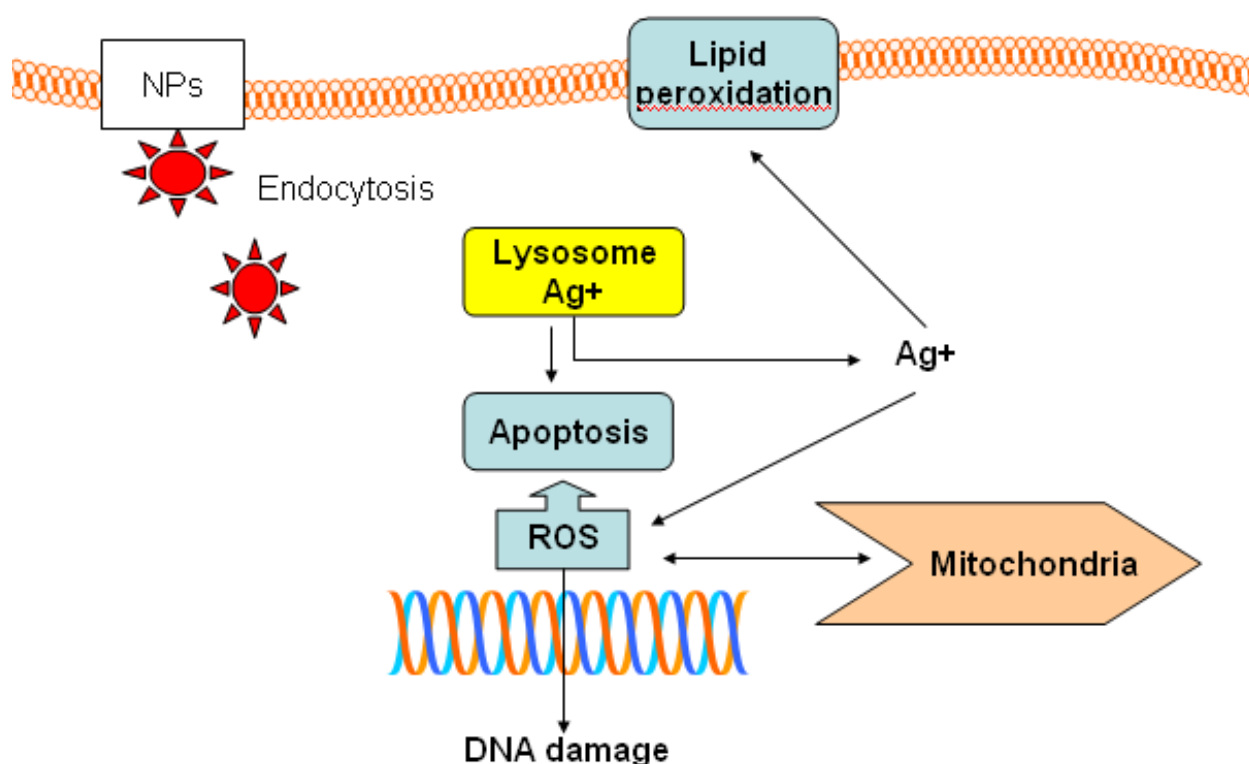 NPs
Lipid
peroxidation
Endocytosis
Lysosome
Ag+
Ag+
Apoptosis
ROS
Mitochondria
DNA damage